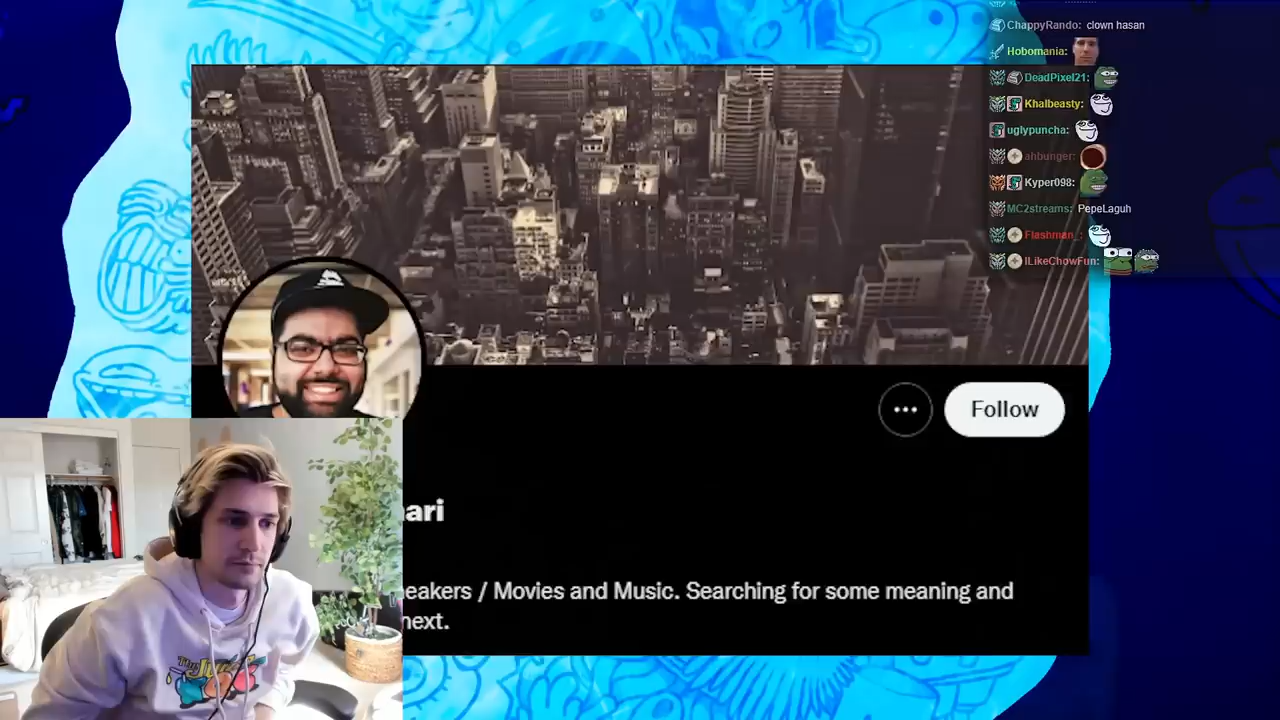 ChappyRando: clown hasan
Hobomania:
DeadPixel21:
Khalbeasty:
uglypuncha:
ahbunger:
Kyper098:
MC2streams: PepeLaguh
Flashman_:
ILikeChowFun:
Follow
ari
eakers / Movies and Music. Searching for some meaning and
next.